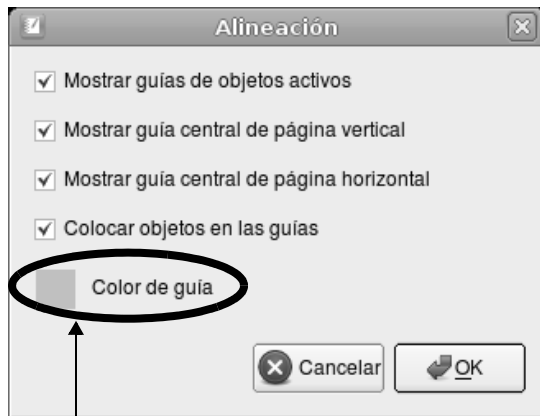 Alineación
Mostrar guías de objetos activos
Mostrar guía central de página vertical
Mostrar guía central de página horizontal
Colocar objetos en las guías
Color de guía
Cancelar
OK